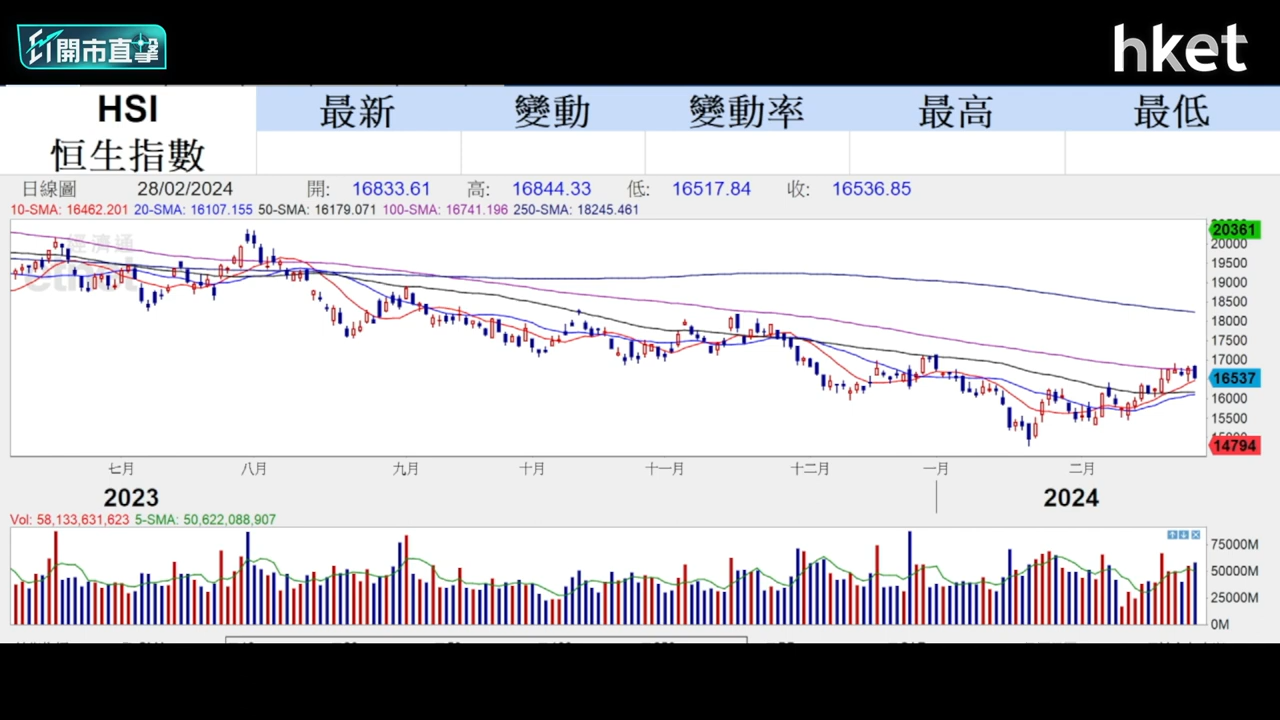 開市直擊
hket
HSI 最新 變動 變動率 最高 最低
恒生指數
日線圖 28/02/2024 開: 16833.61 高: 16844.33 低: 16517.84 收: 16536.85
10-SMA: 16462.201 20-SMA: 16107.155 50-SMA: 16179.071 100-SMA: 16741.196 250-SMA: 18245.461
經濟通
etnet
20361
20000
19500
19000
18500
18000
17500
17000
16537
16000
15500
14794
七月 八月 九月 十月 十一月 十二月 一月 二月
2023 2024
Vol: 58,133,631,623 5-SMA: 50,622,088,907
75000M
50000M
25000M
0M